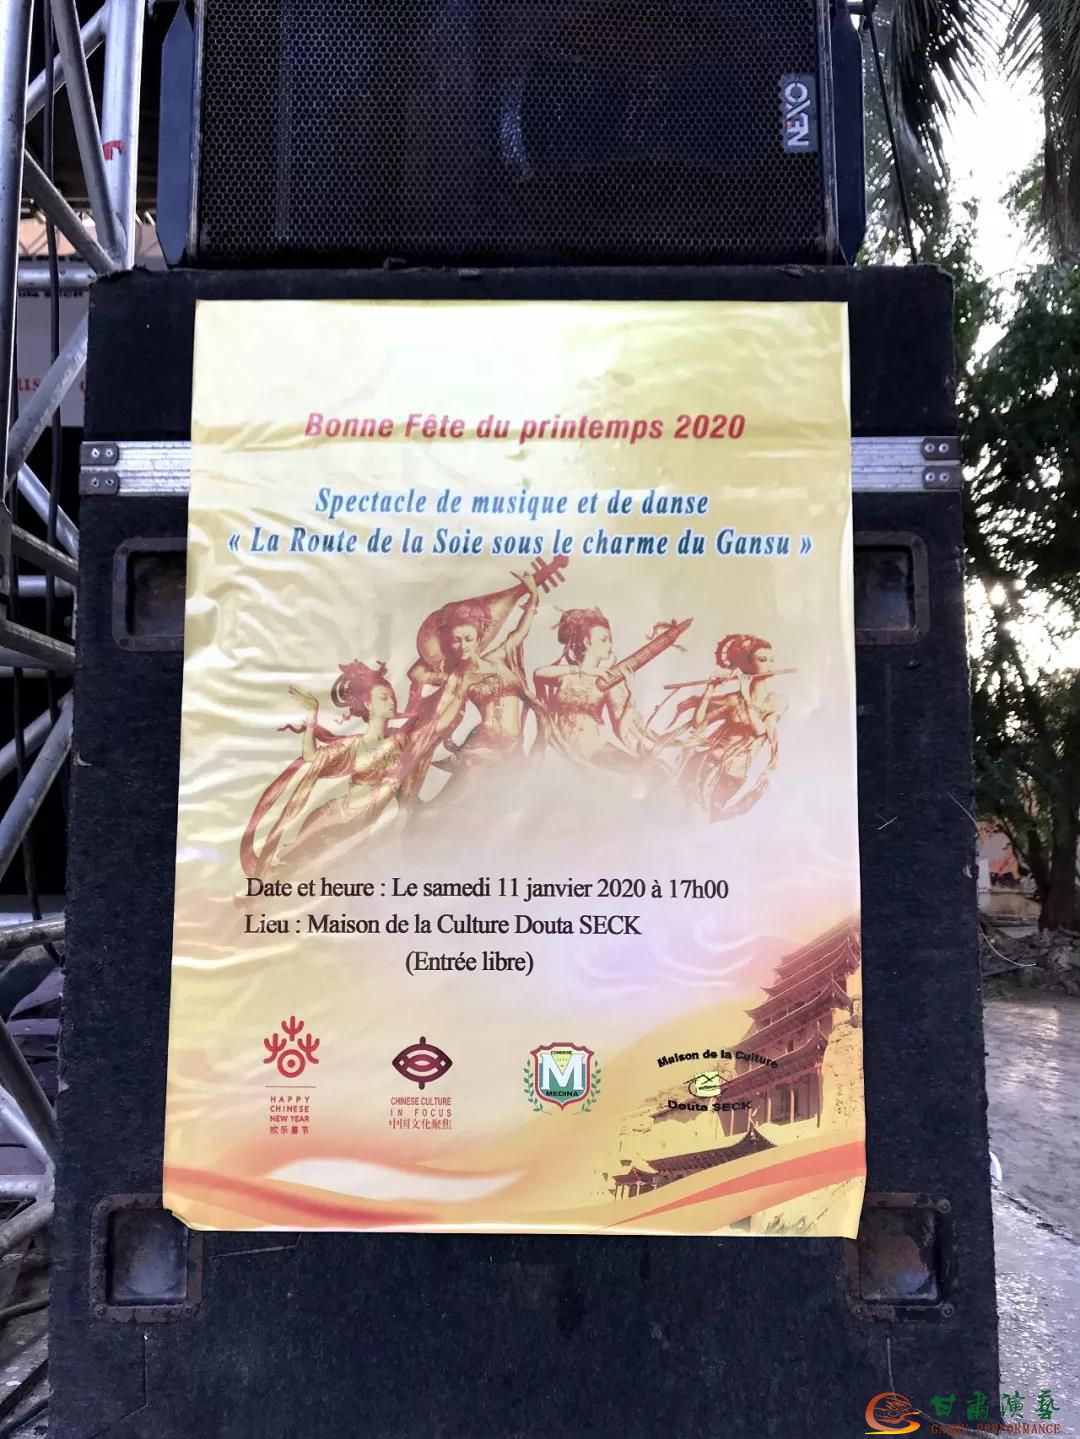 NEXO
Bonne Fête du printemps 2020
Spectacle de musique et de danse
« La Route de la Soie sous le charme du Gansu »
Date et heure : Le samedi 11 janvier 2020 à 17h00
Lieu : Maison de la Culture Douta SECK
(Entrée libre)
HAPPY
CHINESE
NEW YEAR
欢乐春节
CHINESE CULTURE
IN FOCUS
中国文化聚焦
COMMUNE
M
MEDINA
Maison de la Culture
Douta SECK
甘肃演艺
GANSU PERFORMANCE